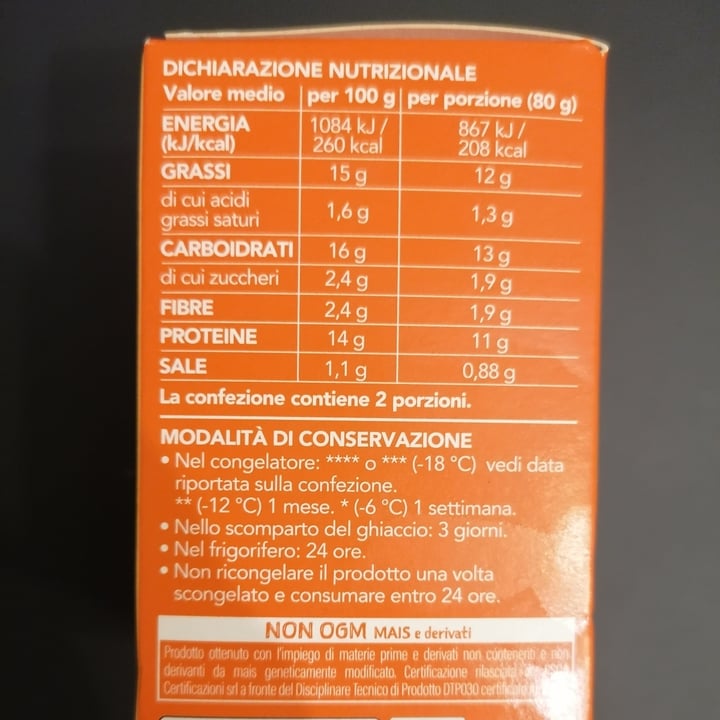 DICHIARAZIONE NUTRIZIONALE
Valore medio per 100 g per porzione (80 g)
ENERGIA (kJ/kcal) 1084 kJ / 260 kcal 867 kJ / 208 kcal
GRASSI 15 g 12 g
di cui acidi grassi saturi 1,6 g 1,3 g
CARBOIDRATI 16 g 13 g
di cui zuccheri 2,4 g 1,9 g
FIBRE 2,4 g 1,9 g
PROTEINE 14 g 11 g
SALE 1,1 g 0,88 g
La confezione contiene 2 porzioni.
MODALITÀ DI CONSERVAZIONE
• Nel congelatore: **** o *** (-18 °C) vedi data
riportata sulla confezione.
** (-12 °C) 1 mese. * (-6 °C) 1 settimana.
• Nello scomparto del ghiaccio: 3 giorni.
• Nel frigorifero: 24 ore.
• Non ricongelare il prodotto una volta
scongelato e consumare entro 24 ore.
NON OGM MAIS e derivati
Prodotto ottenuto con l'impiego di materie prime e derivati non contenenti e non
derivanti da mais geneticamente modificato. Certificazione rilasciata
Certificazioni srl a fronte del Disciplinare Tecnico di Prodotto DTP030